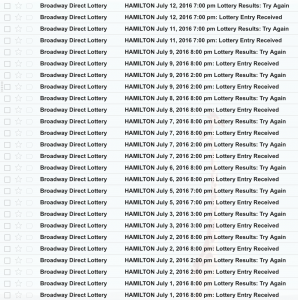 Broadway Direct Lottery HAMILTON July 12, 2016 7:00 pm Lottery Results: Try Again
Broadway Direct Lottery HAMILTON July 12, 2016 7:00 pm: Lottery Entry Received
Broadway Direct Lottery HAMILTON July 11, 2016 7:00 pm Lottery Results: Try Again
Broadway Direct Lottery HAMILTON July 11, 2016 7:00 pm: Lottery Entry Received
Broadway Direct Lottery HAMILTON July 9, 2016 8:00 pm Lottery Results: Try Again
Broadway Direct Lottery HAMILTON July 9, 2016 8:00 pm: Lottery Entry Received
Broadway Direct Lottery HAMILTON July 9, 2016 2:00 pm Lottery Results: Try Again
Broadway Direct Lottery HAMILTON July 9, 2016 2:00 pm: Lottery Entry Received
Broadway Direct Lottery HAMILTON July 8, 2016 8:00 pm Lottery Results: Try Again
Broadway Direct Lottery HAMILTON July 8, 2016 8:00 pm: Lottery Entry Received
Broadway Direct Lottery HAMILTON July 7, 2016 8:00 pm Lottery Results: Try Again
Broadway Direct Lottery HAMILTON July 7, 2016 8:00 pm: Lottery Entry Received
Broadway Direct Lottery HAMILTON July 7, 2016 2:00 pm Lottery Results: Try Again
Broadway Direct Lottery HAMILTON July 7, 2016 2:00 pm: Lottery Entry Received
Broadway Direct Lottery HAMILTON July 6, 2016 8:00 pm Lottery Results: Try Again
Broadway Direct Lottery HAMILTON July 6, 2016 8:00 pm: Lottery Entry Received
Broadway Direct Lottery HAMILTON July 5, 2016 7:00 pm Lottery Results: Try Again
Broadway Direct Lottery HAMILTON July 5, 2016 7:00 pm: Lottery Entry Received
Broadway Direct Lottery HAMILTON July 3, 2016 3:00 pm Lottery Results: Try Again
Broadway Direct Lottery HAMILTON July 3, 2016 3:00 pm: Lottery Entry Received
Broadway Direct Lottery HAMILTON July 2, 2016 8:00 pm Lottery Results: Try Again
Broadway Direct Lottery HAMILTON July 2, 2016 8:00 pm: Lottery Entry Received
Broadway Direct Lottery HAMILTON July 2, 2016 2:00 pm Lottery Results: Try Again
Broadway Direct Lottery HAMILTON July 2, 2016 2:00 pm: Lottery Entry Received
Broadway Direct Lottery HAMILTON July 1, 2016 8:00 pm Lottery Results: Try Again
Broadway Direct Lottery HAMILTON July 1, 2016 8:00 pm: Lottery Entry Received